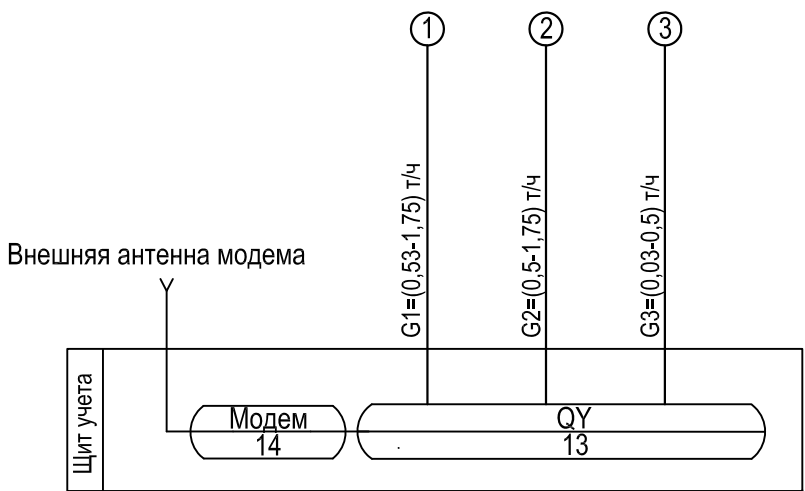 1
2
3
G1=(0,53-1,75) т/ч
G2=(0,5-1,75) т/ч
G3=(0,03-0,5) т/ч
Внешняя антенна модема
Щит учета
Модем
14
QY
13